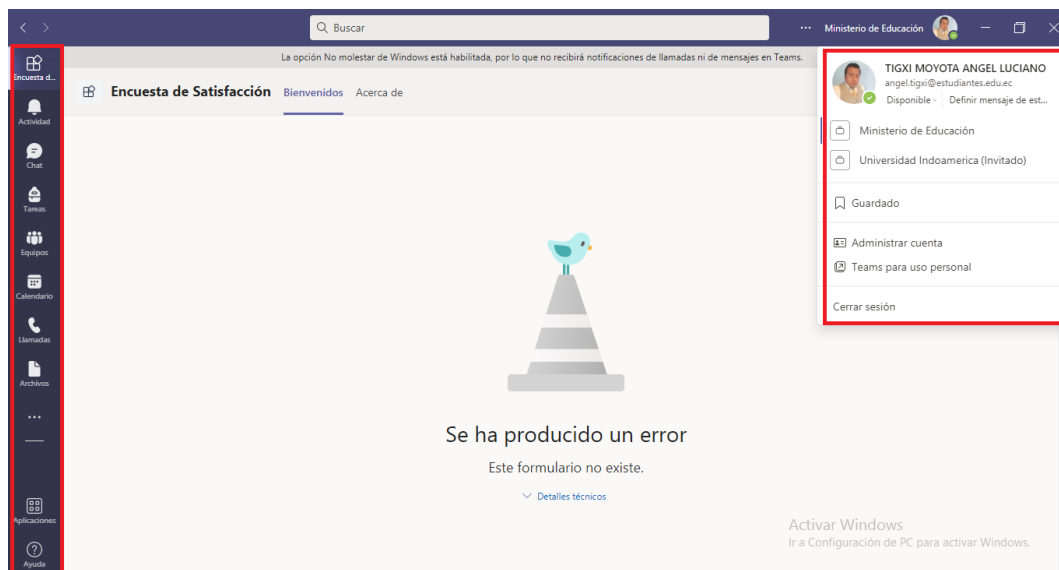 Buscar
Ministerio de Educación
La opción No molestar de Windows está habilitada, por lo que no recibirá notificaciones de llamadas ni de mensajes en Teams.
Encuesta d...
Actividad
Chat
Tareas
Equipos
Calendario
Llamadas
Archivos
Aplicaciones
Ayuda
Encuesta de Satisfacción Bienvenidos Acerca de
TIGXI MOYOTA ANGEL LUCIANO
angel.tigxi@estudiantes.edu.ec
Disponible - Definir mensaje de est...
Ministerio de Educación
Universidad Indoamerica (Invitado)
Guardado
Administrar cuenta
Teams para uso personal
Cerrar sesión
Se ha producido un error
Este formulario no existe.
Detalles técnicos
Activar Windows
Ir a Configuración de PC para activar Windows.